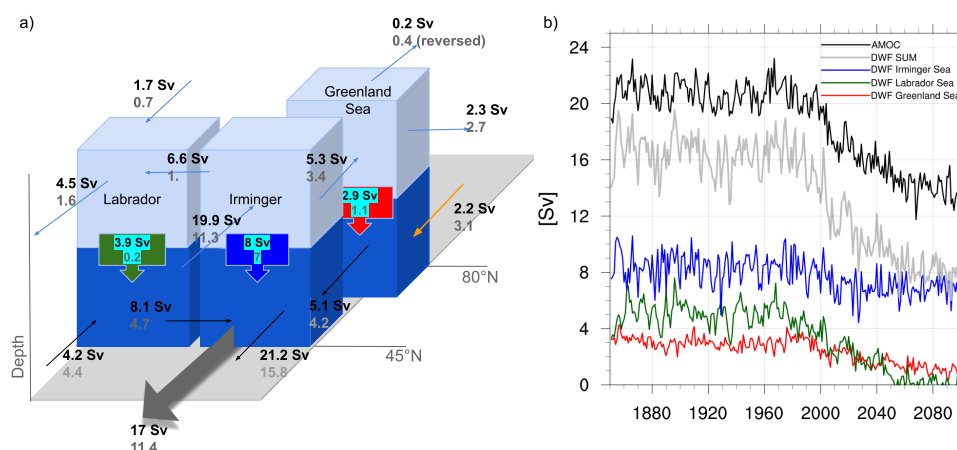 a)
0.2 Sv
0.4 (reversed)
1.7 Sv
0.7
Greenland
Sea
2.3 Sv
2.7
6.6 Sv
1.
5.3 Sv
3.4
4.5 Sv
1.6
Labrador
Irminger
2.9 Sv
1.1
19.9 Sv
11.3
2.2 Sv
3.1
3.9 Sv
0.2
8 Sv
7
80°N
8.1 Sv
4.7
5.1 Sv
4.2
Depth
4.2 Sv
4.4
21.2 Sv
15.8
45°N
17 Sv
11.4
b)
[Sv]
24
20
16
12
8
4
0
AMOC
DWF SUM
DWF Irminger Sea
DWF Labrador Sea
DWF Greenland Sea
1880
1920
1960
2000
2040
2080